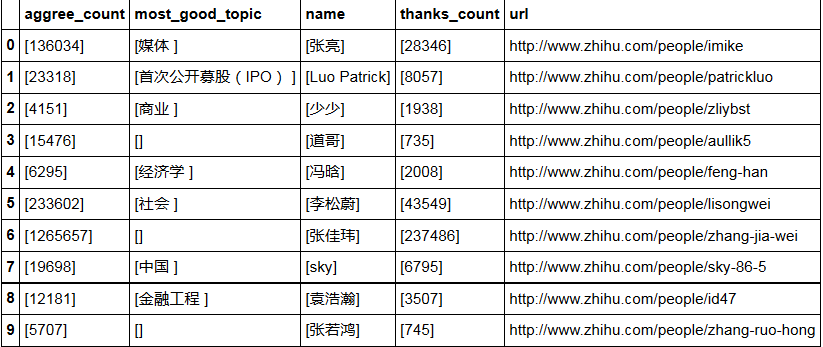 aggree_count most_good_topic name thanks_count url
0 [136034] [媒体 ] [张亮] [28346] http://www.zhihu.com/people/imike
1 [23318] [首次公开募股（IPO） ] [Luo Patrick] [8057] http://www.zhihu.com/people/patrickluo
2 [4151] [商业 ] [少少] [1938] http://www.zhihu.com/people/zliybst
3 [15476] [] [道哥] [735] http://www.zhihu.com/people/aullik5
4 [6295] [经济学 ] [冯晗] [2008] http://www.zhihu.com/people/feng-han
5 [233602] [社会 ] [李松蔚] [43549] http://www.zhihu.com/people/lisongwei
6 [1265657] [] [张佳玮] [237486] http://www.zhihu.com/people/zhang-jia-wei
7 [19698] [中国 ] [sky] [6795] http://www.zhihu.com/people/sky-86-5
8 [12181] [金融工程 ] [袁浩瀚] [3507] http://www.zhihu.com/people/id47
9 [5707] [] [张若鸿] [745] http://www.zhihu.com/people/zhang-ruo-hong